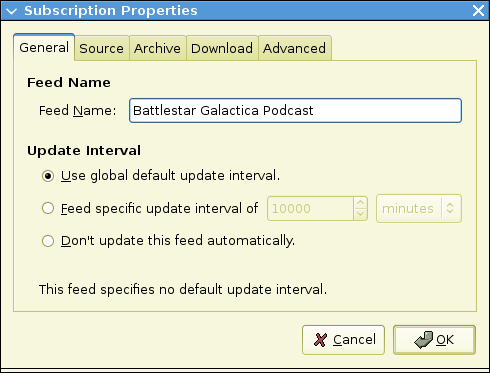 Subscription Properties
General Source Archive Download Advanced
Feed Name
Feed Name: Battlestar Galactica Podcast
Update Interval
Use global default update interval.
Feed specific update interval of 10000 minutes
Don't update this feed automatically.
This feed specifies no default update interval.
Cancel OK